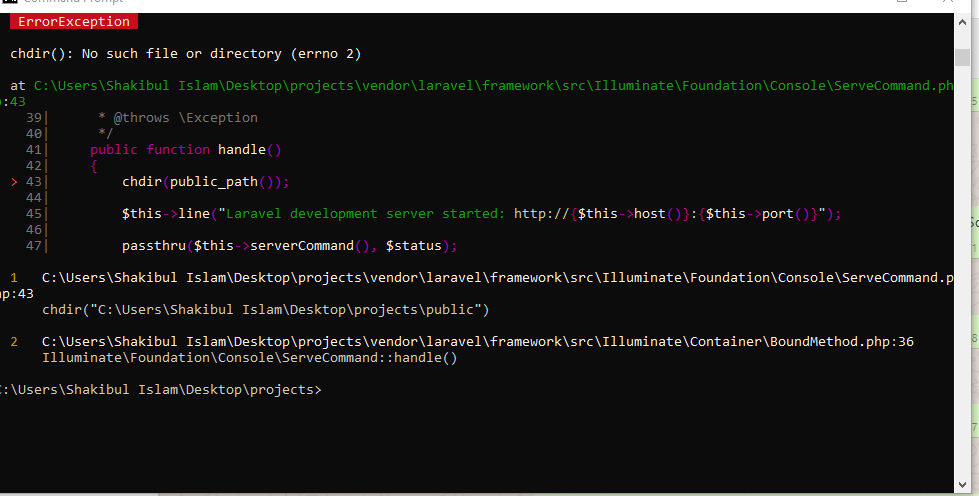 Command Prompt
ErrorException
chdir(): No such file or directory (errno 2)
at C:\Users\Shakibul Islam\Desktop\projects\vendor\laravel\framework\src\Illuminate\Foundation\Console\ServeCommand.ph
p:43
39| * @throws \Exception
40| */
41| public function handle()
42| {
> 43| chdir(public_path());
44|
45| $this->line("Laravel development server started: http://{$this->host()}:{$this->port()}");
46|
47| passthru($this->serverCommand(), $status);
1 C:\Users\Shakibul Islam\Desktop\projects\vendor\laravel\framework\src\Illuminate\Foundation\Console\ServeCommand.p
hp:43
chdir("C:\Users\Shakibul Islam\Desktop\projects\public")
2 C:\Users\Shakibul Islam\Desktop\projects\vendor\laravel\framework\src\Illuminate\Container\BoundMethod.php:36
Illuminate\Foundation\Console\ServeCommand::handle()
C:\Users\Shakibul Islam\Desktop\projects>